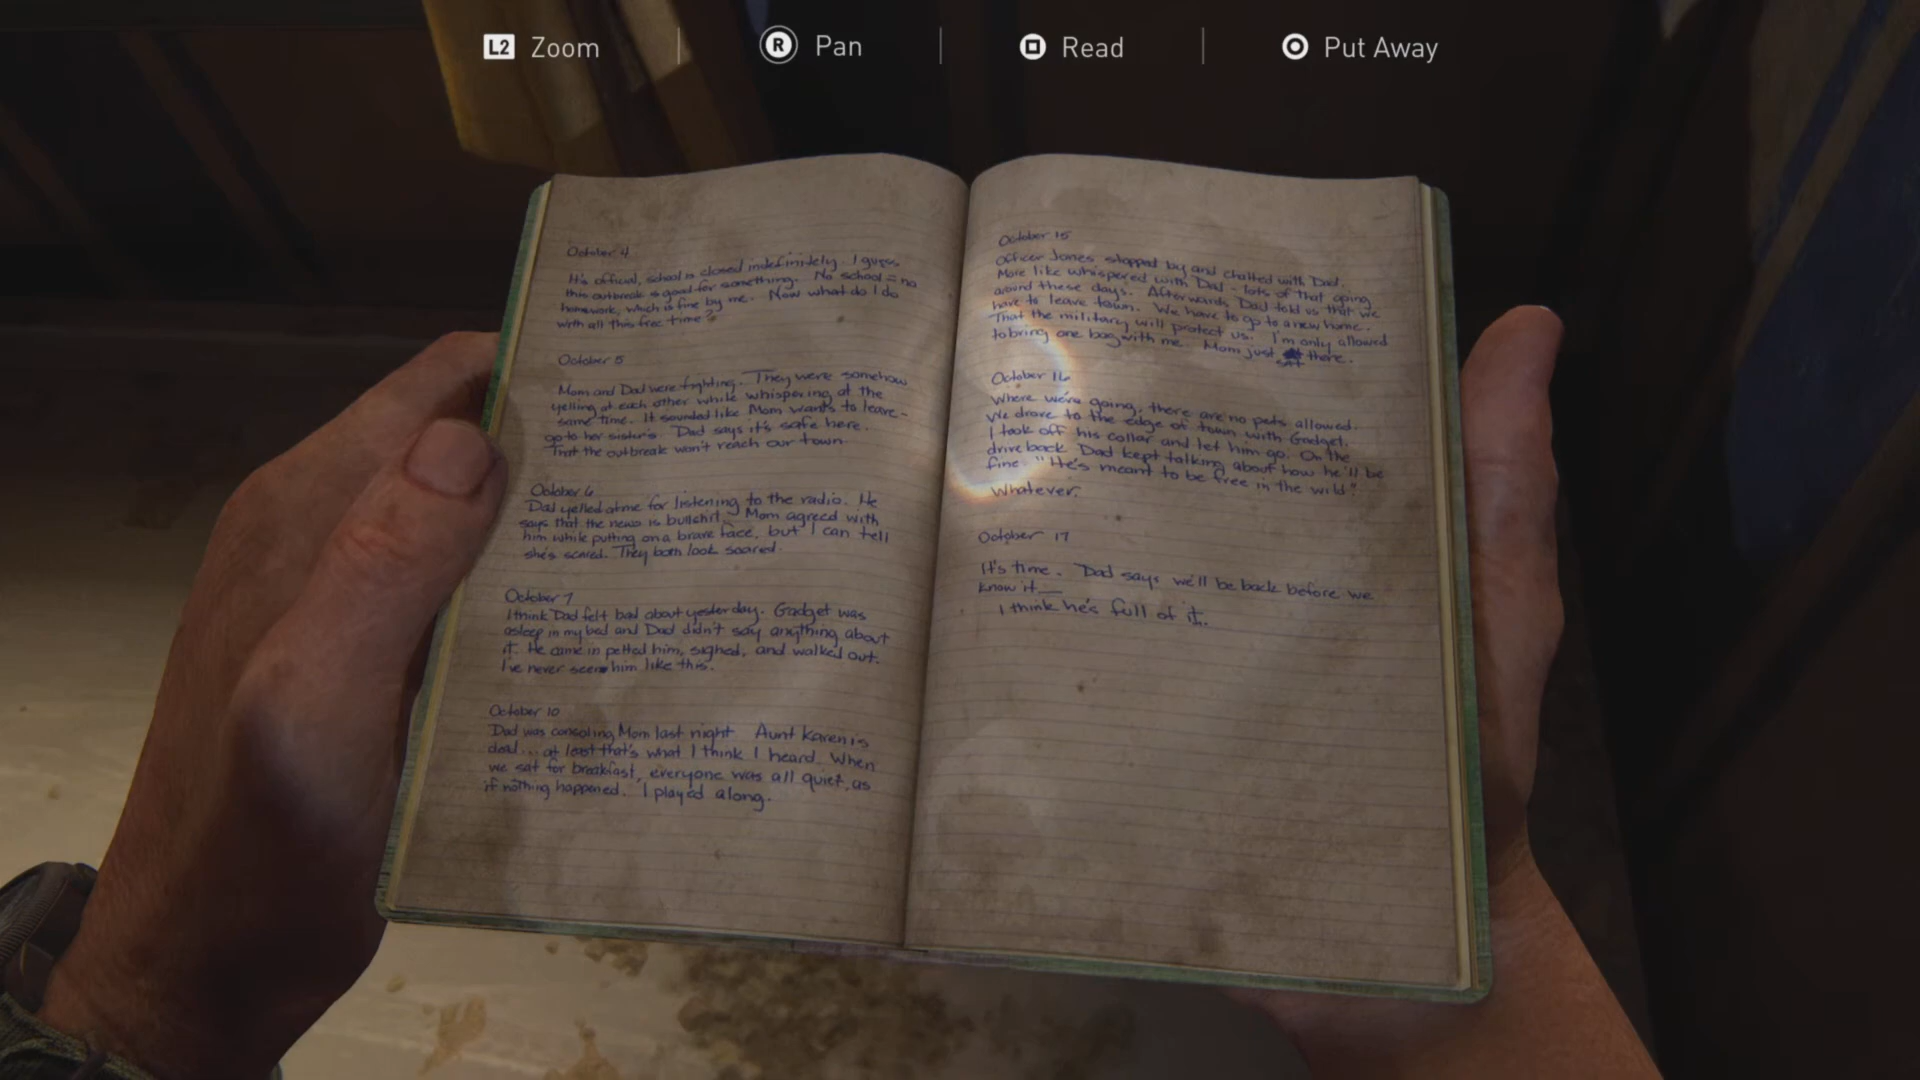 L2 Zoom
R Pan
Read
Put Away
October 4
It's official, school is closed indefinitely. I guess
this outbreak is good for something. No school = no
homework, which is fine by me. Now what do I do
with all this free time?
October 5
Mom and Dad were fighting. They were somehow
yelling at each other while whispering at the
same time. It sounded like Mom wants to leave -
go to her sister's. Dad says it's safe here.
That the outbreak won't reach our town.
October 6
Dad yelled at me for listening to the radio. He
says that the news is bullshit. Mom agreed with
him while putting on a brave face, but I can tell
she's scared. They both look scared.
October 7
I think Dad felt bad about yesterday. Gadget was
asleep in my bed and Dad didn't say anything about
it. He came in petted him, sighed, and walked out.
I've never seen him like this.
October 10
Dad was consoling Mom last night. Aunt Karen is
dead... at least that's what I think I heard. When
we sat for breakfast, everyone was all quiet, as
if nothing happened. I played along.
October 15
Officer Jones stopped by and chatted with Dad.
More like whispered with Dad - lots of that going
around these days. Afterwards Dad told us that we
have to leave town. We have to go to a new home.
That the military will protect us. I'm only allowed
to bring one bag with me. Mom just sat there.
October 16
Where we're going, there are no pets allowed.
We drove to the edge of town with Gadget.
I took off his collar and let him go. On the
drive back Dad kept talking about how he'll be
fine. "He's meant to be free in the wild".
Whatever.
October 17
It's time. Dad says we'll be back before we
know it__
I think he's full of it.